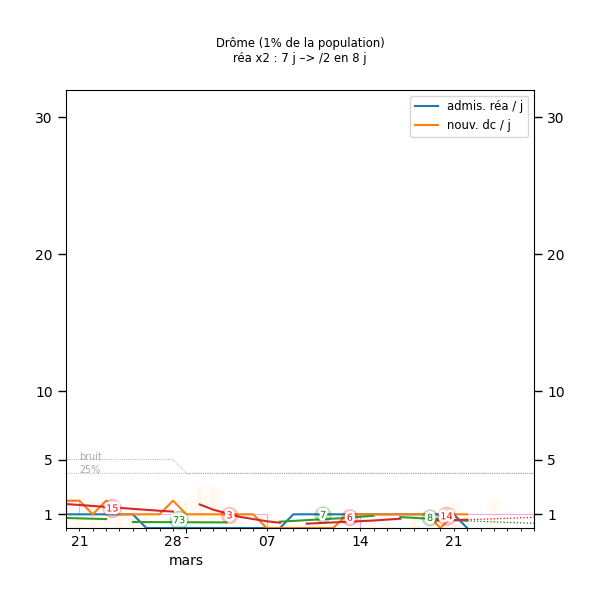 Drôme (1% de la population)
réa x2 : 7 j –> /2 en 8 j
admis. réa / j
nouv. dc / j
30 30
20 20
10 10
5 5
bruit
25%
1 1
15 73 3 7 6 8 14
21 28 - 07 14 21
mars